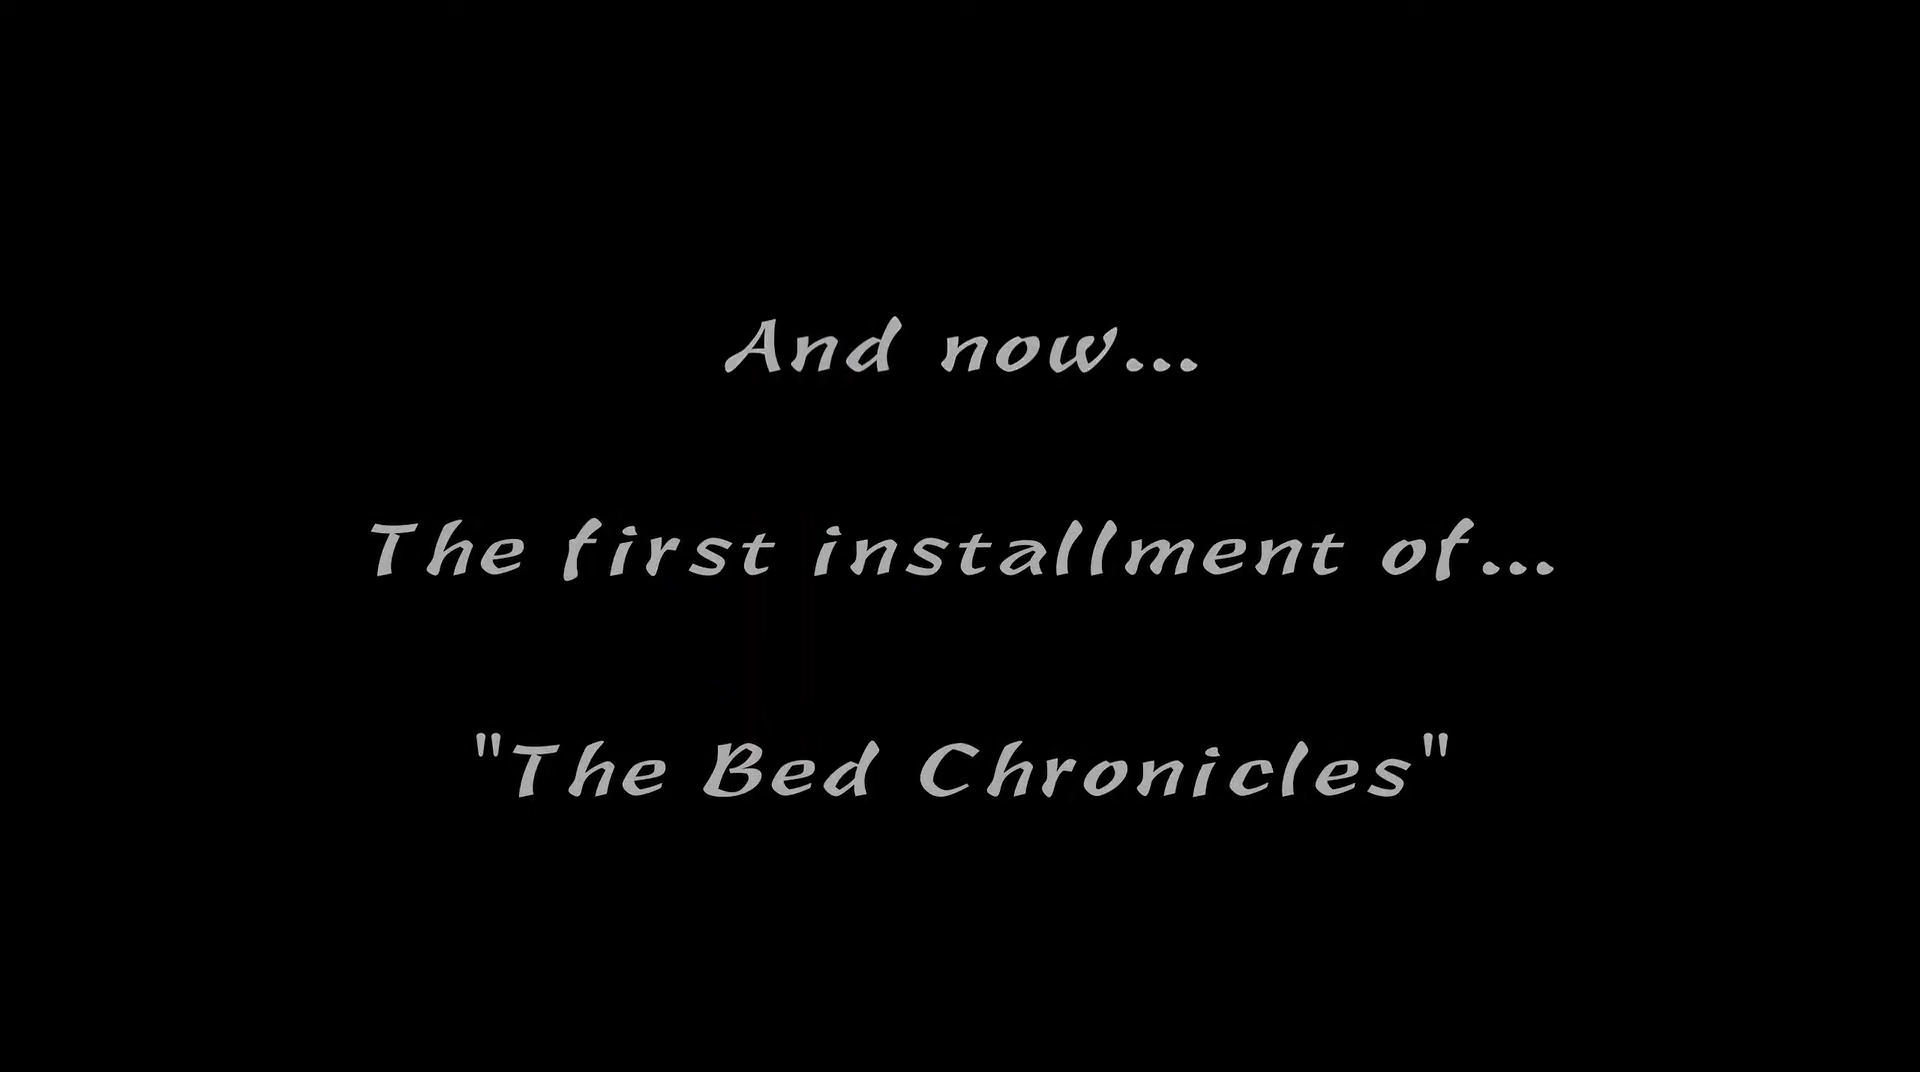 And now...
The first installment of...
"The Bed Chronicles"